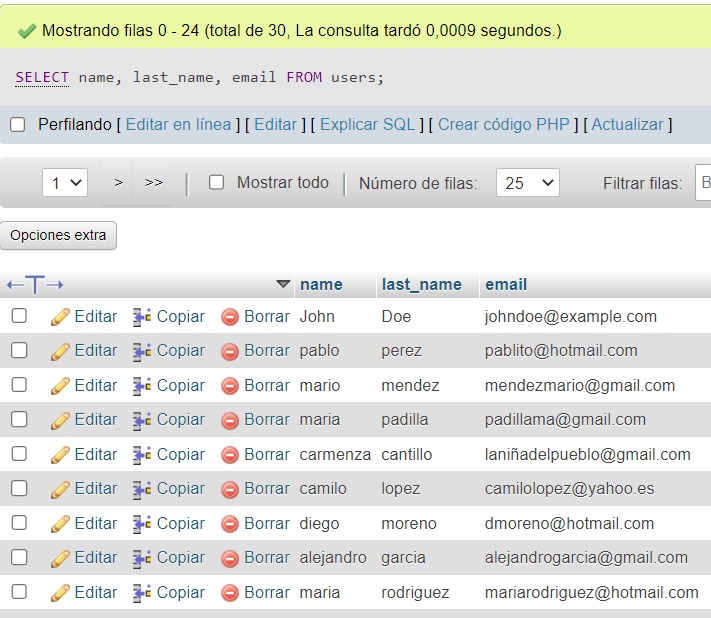 Mostrando filas 0 - 24 (total de 30, La consulta tardó 0,0009 segundos.)
SELECT name, last_name, email FROM users;
Perfilando [ Editar en línea ] [ Editar ] [ Explicar SQL ] [ Crear código PHP ] [ Actualizar ]
1 > >> Mostrar todo Número de filas: 25 Filtrar filas: B
Opciones extra
name last_name email
Editar Copiar Borrar John Doe johndoe@example.com
Editar Copiar Borrar pablo perez pablito@hotmail.com
Editar Copiar Borrar mario mendez mendezmario@gmail.com
Editar Copiar Borrar maria padilla padillama@gmail.com
Editar Copiar Borrar carmenza cantillo laniñadelpueblo@gmail.com
Editar Copiar Borrar camilo lopez camilolopez@yahoo.es
Editar Copiar Borrar diego moreno dmoreno@hotmail.com
Editar Copiar Borrar alejandro garcia alejandrogarcia@gmail.com
Editar Copiar Borrar maria rodriguez mariarodriguez@hotmail.com